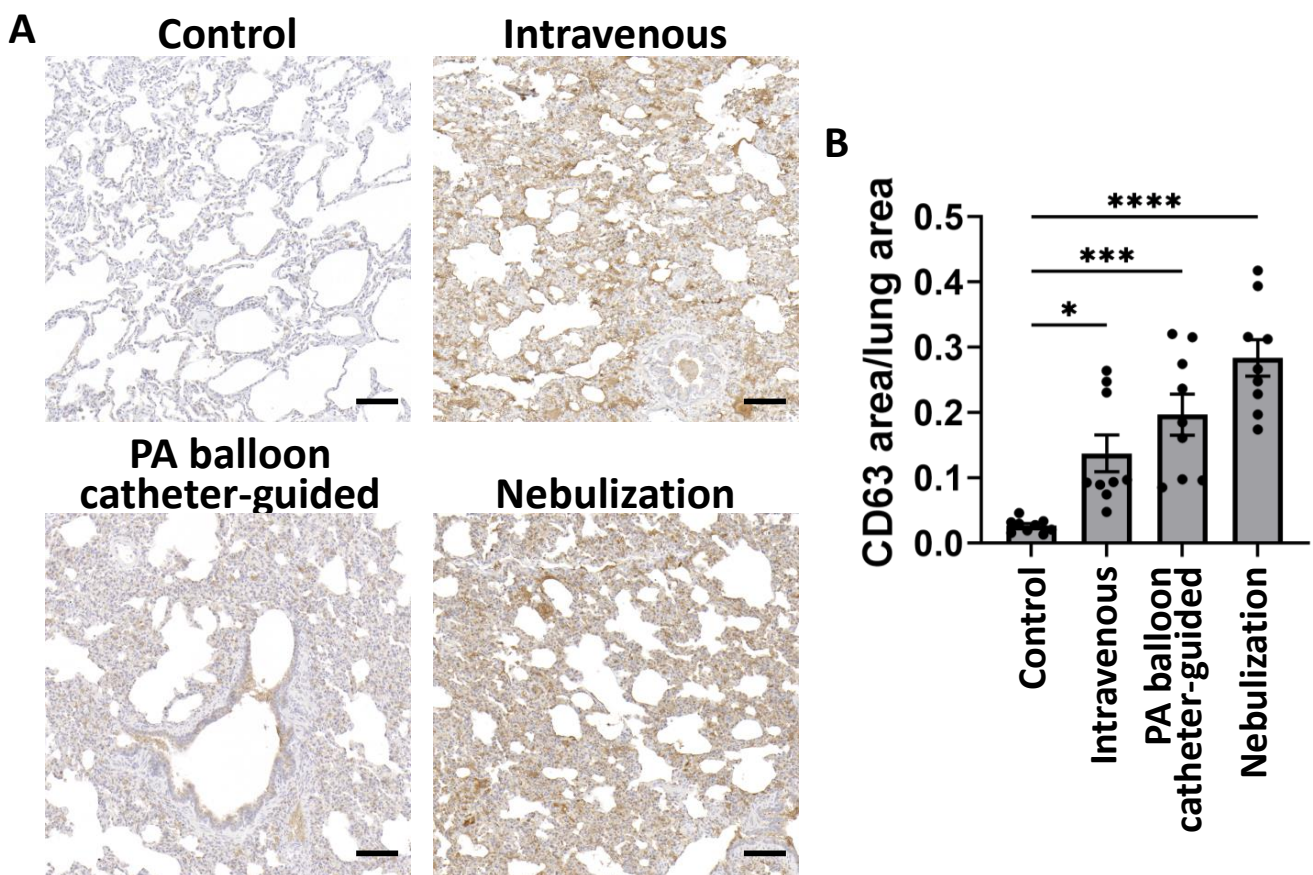 A
Control
Intravenous
PA balloon
catheter-guided
Nebulization
B
CD63 area/lung area
0.5
0.4
0.3
0.2
0.1
0.0
****
***
*
Control
Intravenous
PA balloon
catheter-guided
Nebulization